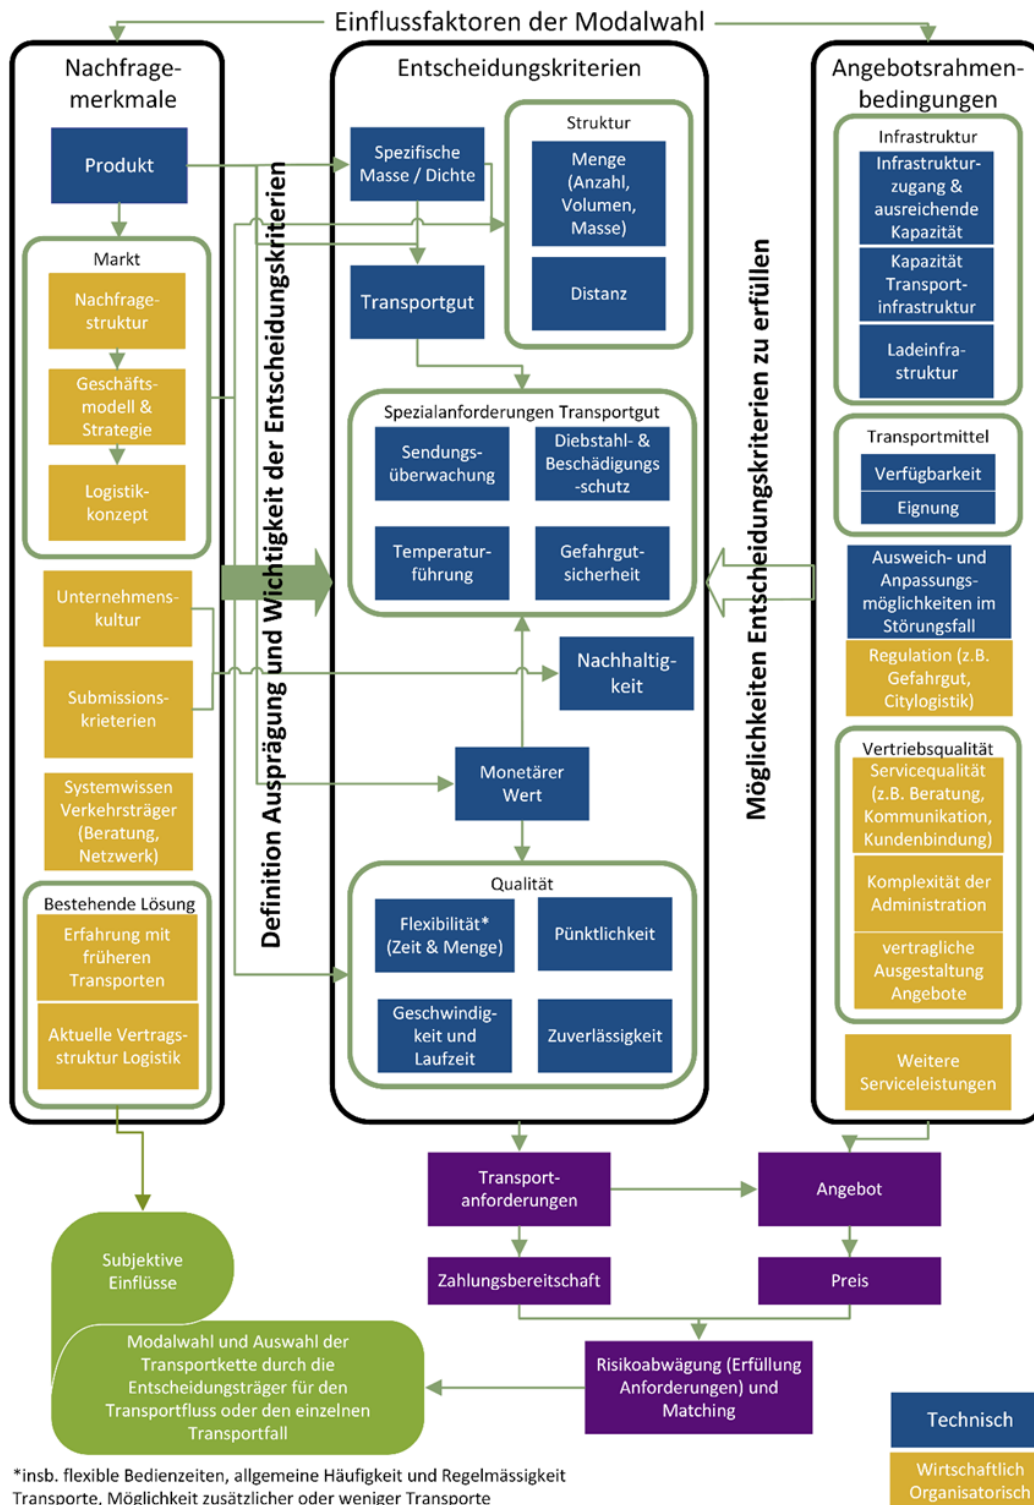 Einflussfaktoren der Modalwahl
Nachfrage-
merkmale
Produkt
Markt
Nachfrage-
struktur
Geschäfts-
modell &
Strategie
Logistik-
konzept
Unternehmens-
kultur
Submissions-
krieterien
Systemwissen
Verkehrsträger
(Beratung,
Netzwerk)
Bestehende Lösung
Erfahrung mit
früheren
Transporten
Aktuelle Vertrags-
struktur Logistik
Definition Ausprägung und Wichtigkeit der Entscheidungskriterien
Entscheidungskriterien
Spezifische
Masse / Dichte
Transportgut
Struktur
Menge
(Anzahl,
Volumen,
Masse)
Distanz
Spezialanforderungen Transportgut
Sendungs-
überwachung
Diebstahl- &
Beschädigungs
-schutz
Temperatur-
führung
Gefahrgut-
sicherheit
Nachhaltig-
keit
Monetärer
Wert
Qualität
Flexibilität*
(Zeit & Menge)
Pünktlichkeit
Geschwindig-
keit und
Laufzeit
Zuverlässigkeit
Möglichkeiten Entscheidungskriterien zu erfüllen
Angebotsrahmen-
bedingungen
Infrastruktur
Infrastruktur-
zugang &
ausreichende
Kapazität
Kapazität
Transport-
infrastruktur
Ladeinfra-
struktur
Transportmittel
Verfügbarkeit
Eignung
Ausweich- und
Anpassungs-
möglichkeiten im
Störungsfall
Regulation (z.B.
Gefahrgut,
Citylogistik)
Vertriebsqualität
Servicequalität
(z.B. Beratung,
Kommunikation,
Kundenbindung)
Komplexität der
Administration
vertragliche
Ausgestaltung
Angebote
Weitere
Serviceleistungen
Transport-
anforderungen
Angebot
Zahlungsbereitschaft
Preis
Risikoabwägung (Erfüllung
Anforderungen) und
Matching
Subjektive
Einflüsse
Modalwahl und Auswahl der
Transportkette durch die
Entscheidungsträger für den
Transportfluss oder den einzelnen
Transportfall
Technisch
Wirtschaftlich
Organisatorisch
*insb. flexible Bedienzeiten, allgemeine Häufigkeit und Regelmässigkeit
Transporte, Möglichkeit zusätzlicher oder weniger Transporte